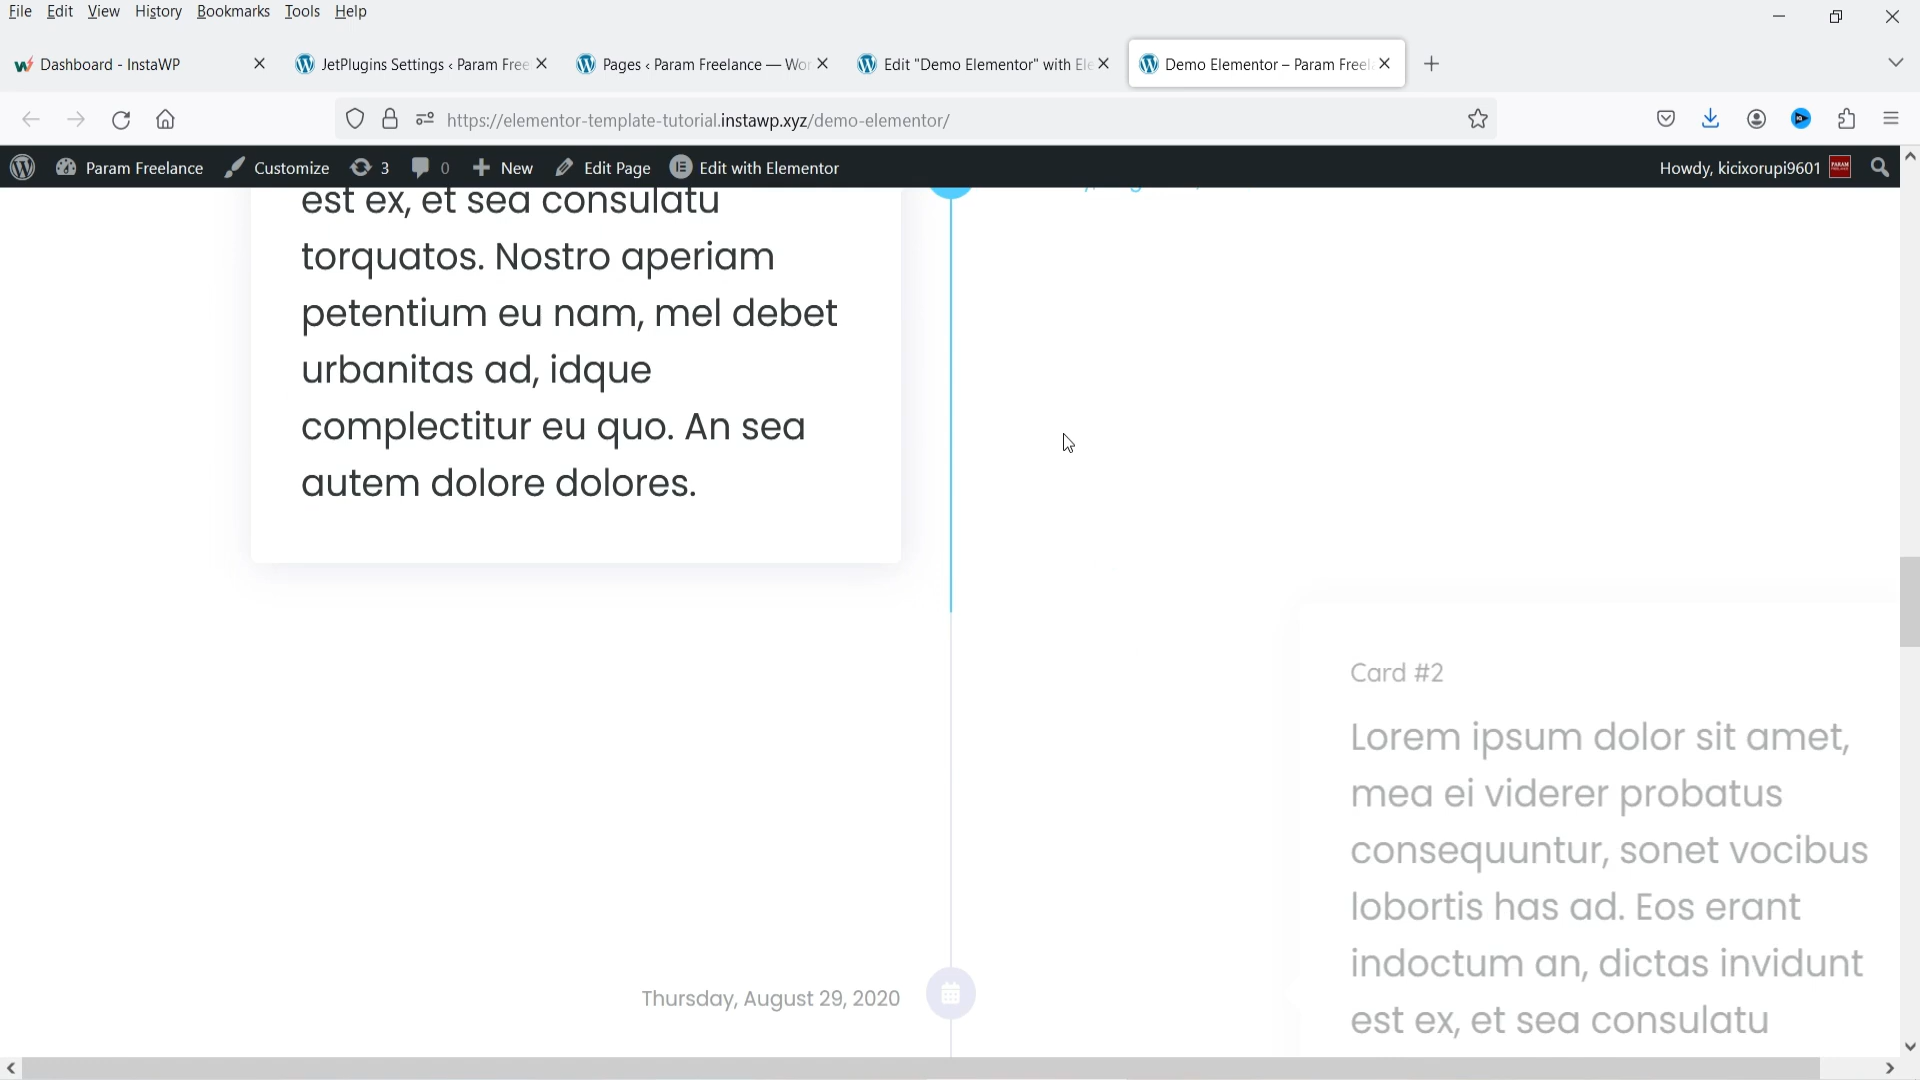 File Edit View History Bookmarks Tools Help
Dashboard - InstaWP
JetPlugins Settings ‹ Param Free
Pages ‹ Param Freelance — Wor
Edit "Demo Elementor" with Ele
Demo Elementor – Param Freel
https://elementor-template-tutorial.instawp.xyz/demo-elementor/
Param Freelance Customize 3 0 New Edit Page Edit with Elementor Howdy, kicixorupi9601
est ex, et sea consulatu
torquatos. Nostro aperiam
petentium eu nam, mel debet
urbanitas ad, idque
complectitur eu quo. An sea
autem dolore dolores.
Card #2
Lorem ipsum dolor sit amet,
mea ei viderer probatus
consequuntur, sonet vocibus
lobortis has ad. Eos erant
indoctum an, dictas invidunt
est ex, et sea consulatu
Thursday, August 29, 2020